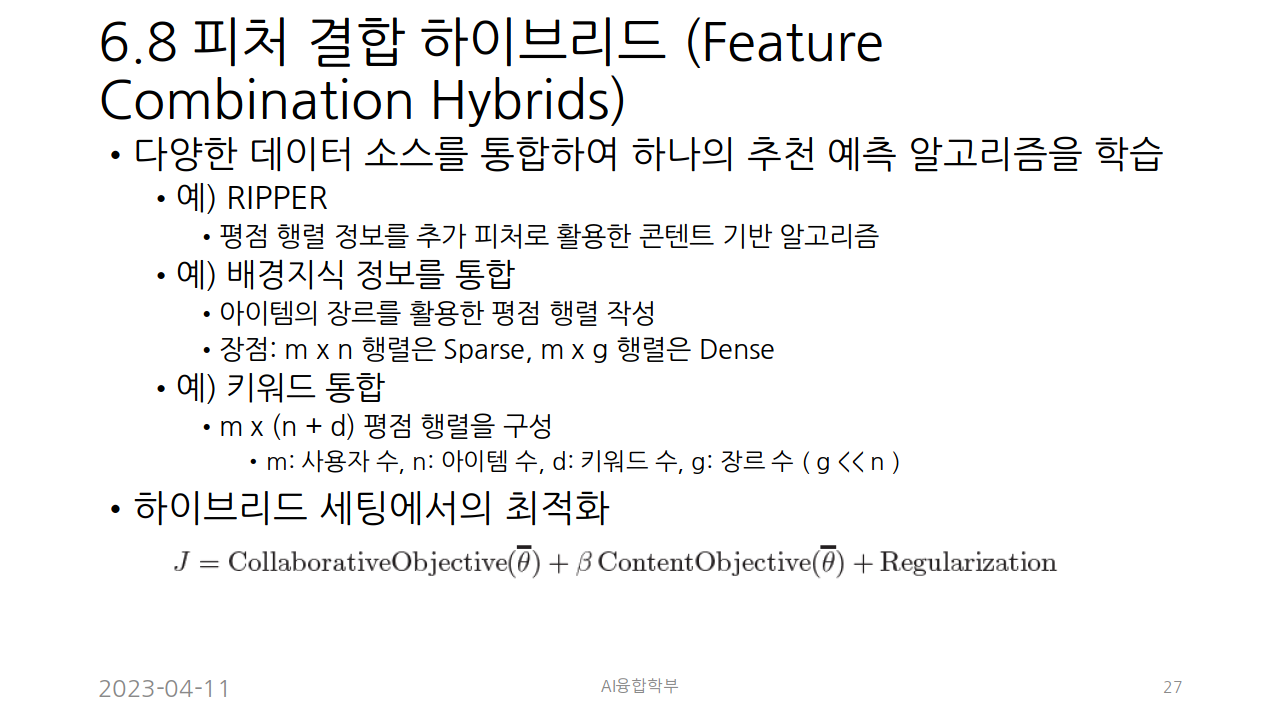 6.8 피처 결합 하이브리드 (Feature
Combination Hybrids)
• 다양한 데이터 소스를 통합하여 하나의 추천 예측 알고리즘을 학습
• 예) RIPPER
• 평점 행렬 정보를 추가 피처로 활용한 콘텐트 기반 알고리즘
• 예) 배경지식 정보를 통합
• 아이템의 장르를 활용한 평점 행렬 작성
• 장점: m x n 행렬은 Sparse, m x g 행렬은 Dense
• 예) 키워드 통합
• m x (n + d) 평점 행렬을 구성
• m: 사용자 수, n: 아이템 수, d: 키워드 수, g: 장르 수 ( g << n )
• 하이브리드 세팅에서의 최적화
J = CollaborativeObjective(θ̅) + β ContentObjective(θ̅) + Regularization
2023-04-11
AI융합학부
27